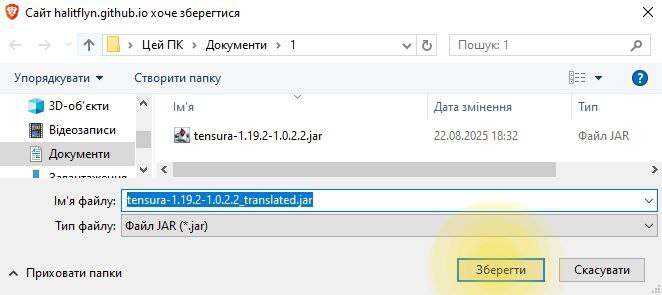 Сайт halitflyn.github.io хоче зберегтися
Цей ПК > Документи > 1
Пошук: 1
Упорядкувати
Створити папку
3D-об'єкти
Відеозаписи
Документи
Завантаження
Ім'я
Дата змінення
Тип
tensura-1.19.2-1.0.2.2.jar
22.08.2025 18:32
Файл JAR
Ім'я файлу: tensura-1.19.2-1.0.2.2_translated.jar
Тип файлу: Файл JAR (*.jar)
Приховати папки
Зберегти
Скасувати